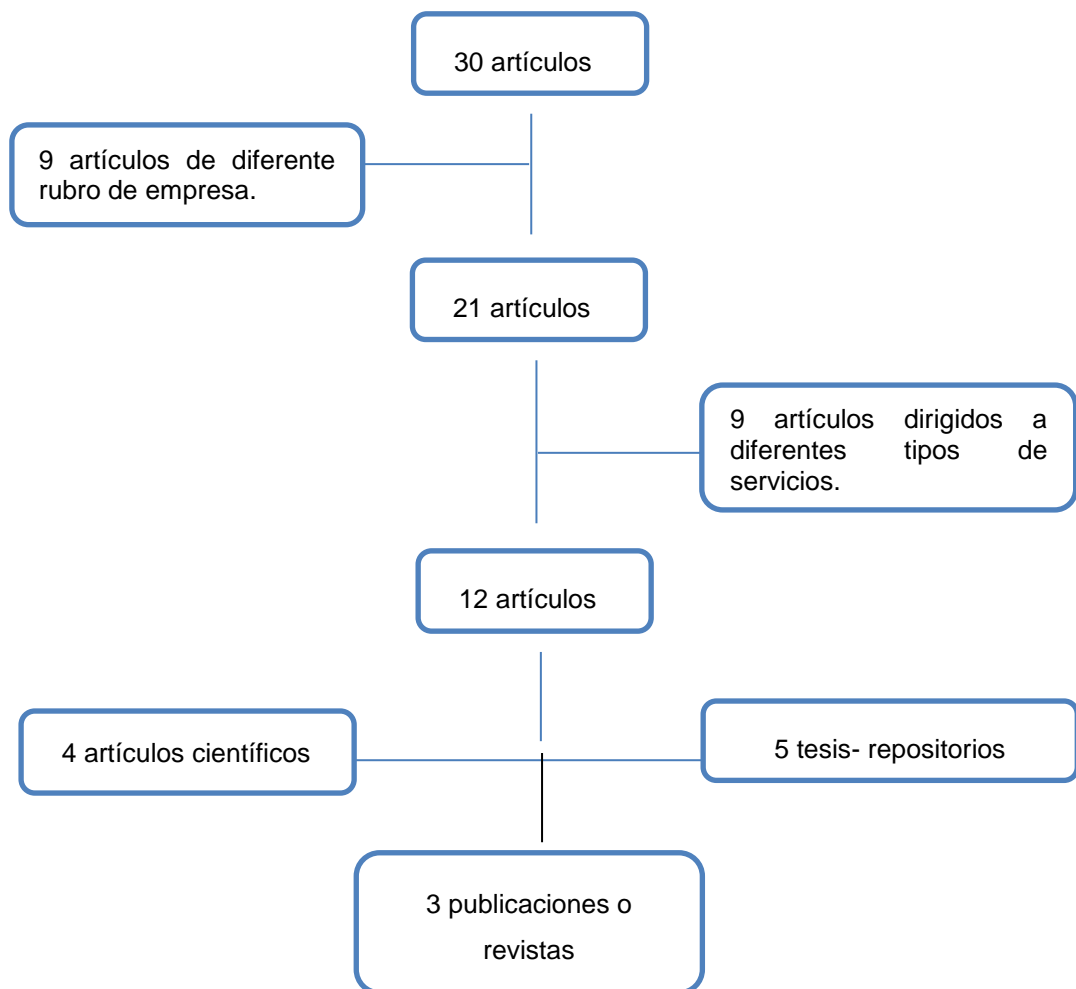 30 artículos
9 artículos de diferente
rubro de empresa.
21 artículos
9 artículos dirigidos a
diferentes tipos de
servicios.
12 artículos
4 artículos científicos
5 tesis- repositorios
3 publicaciones o
revistas